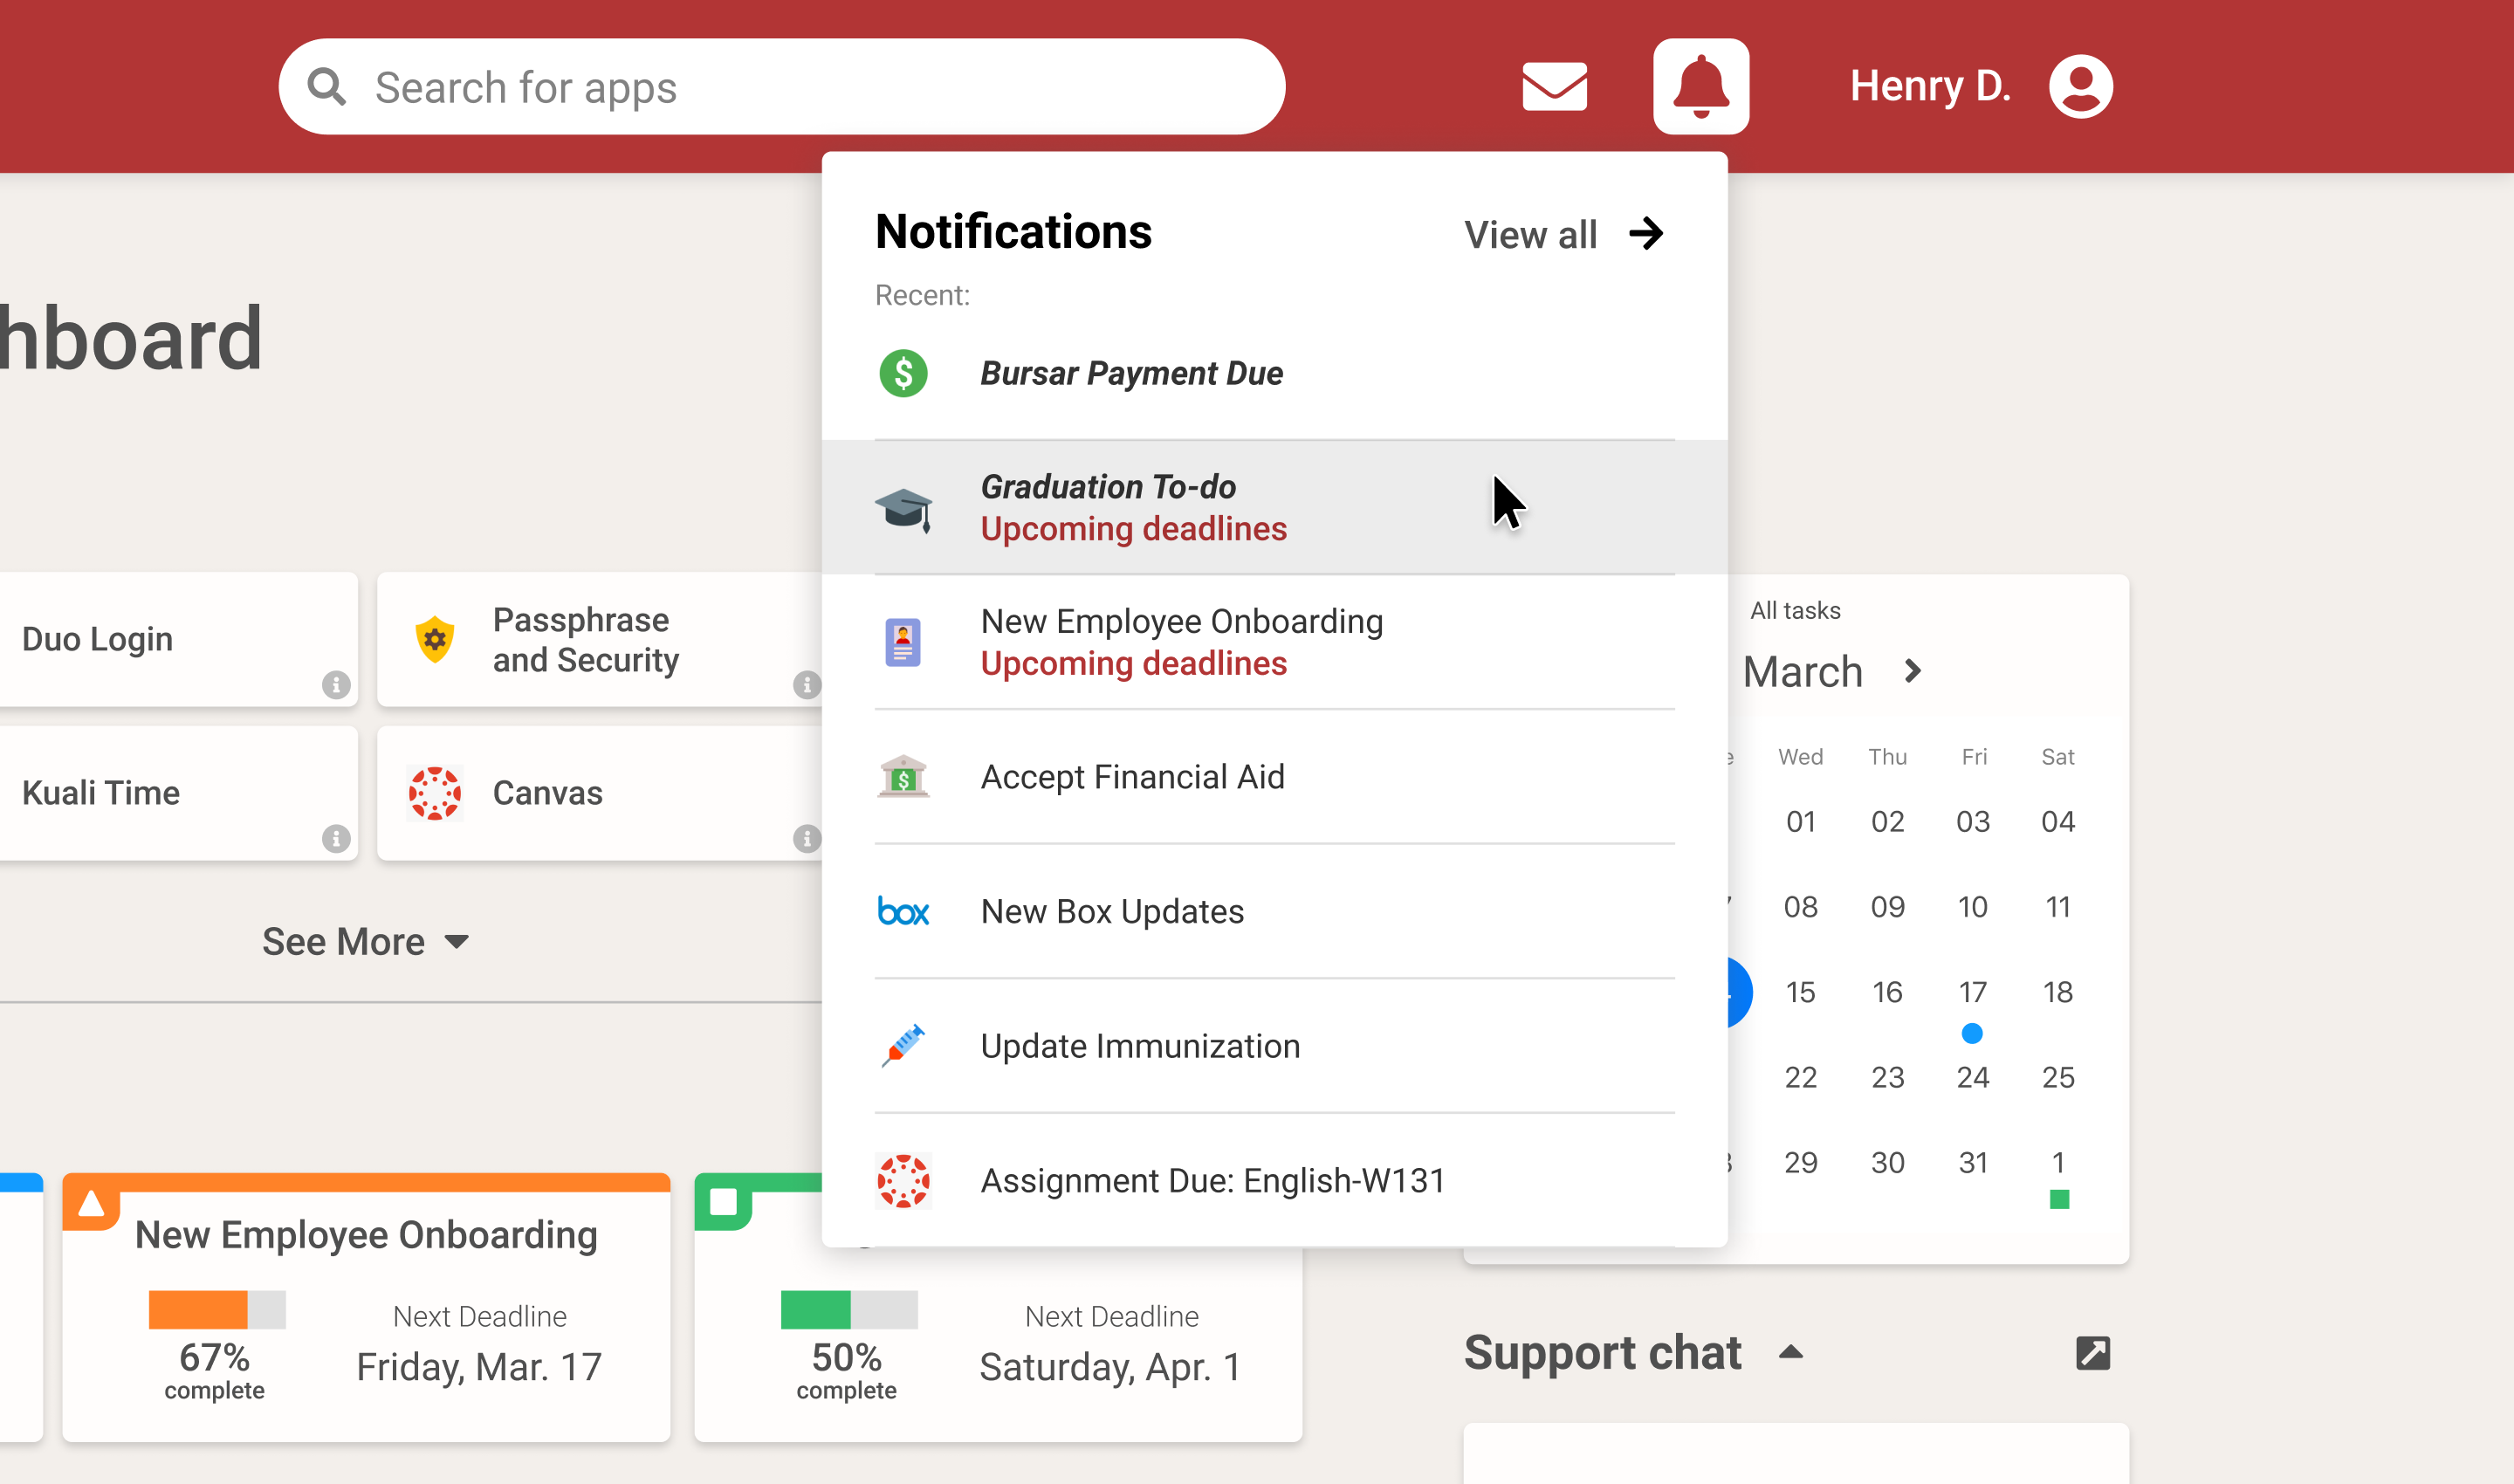 Search for apps
Henry D.
hboard
Notifications
View all
Recent:
Bursar Payment Due
Graduation To-do
Upcoming deadlines
New Employee Onboarding
Upcoming deadlines
Accept Financial Aid
box
New Box Updates
Update Immunization
Assignment Due: English-W131
Duo Login
Passphrase
and Security
Kuali Time
Canvas
See More
All tasks
March
Wed Thu Fri Sat
01 02 03 04
08 09 10 11
15 16 17 18
22 23 24 25
29 30 31 1
New Employee Onboarding
67%
complete
Next Deadline
Friday, Mar. 17
50%
complete
Next Deadline
Saturday, Apr. 1
Support chat